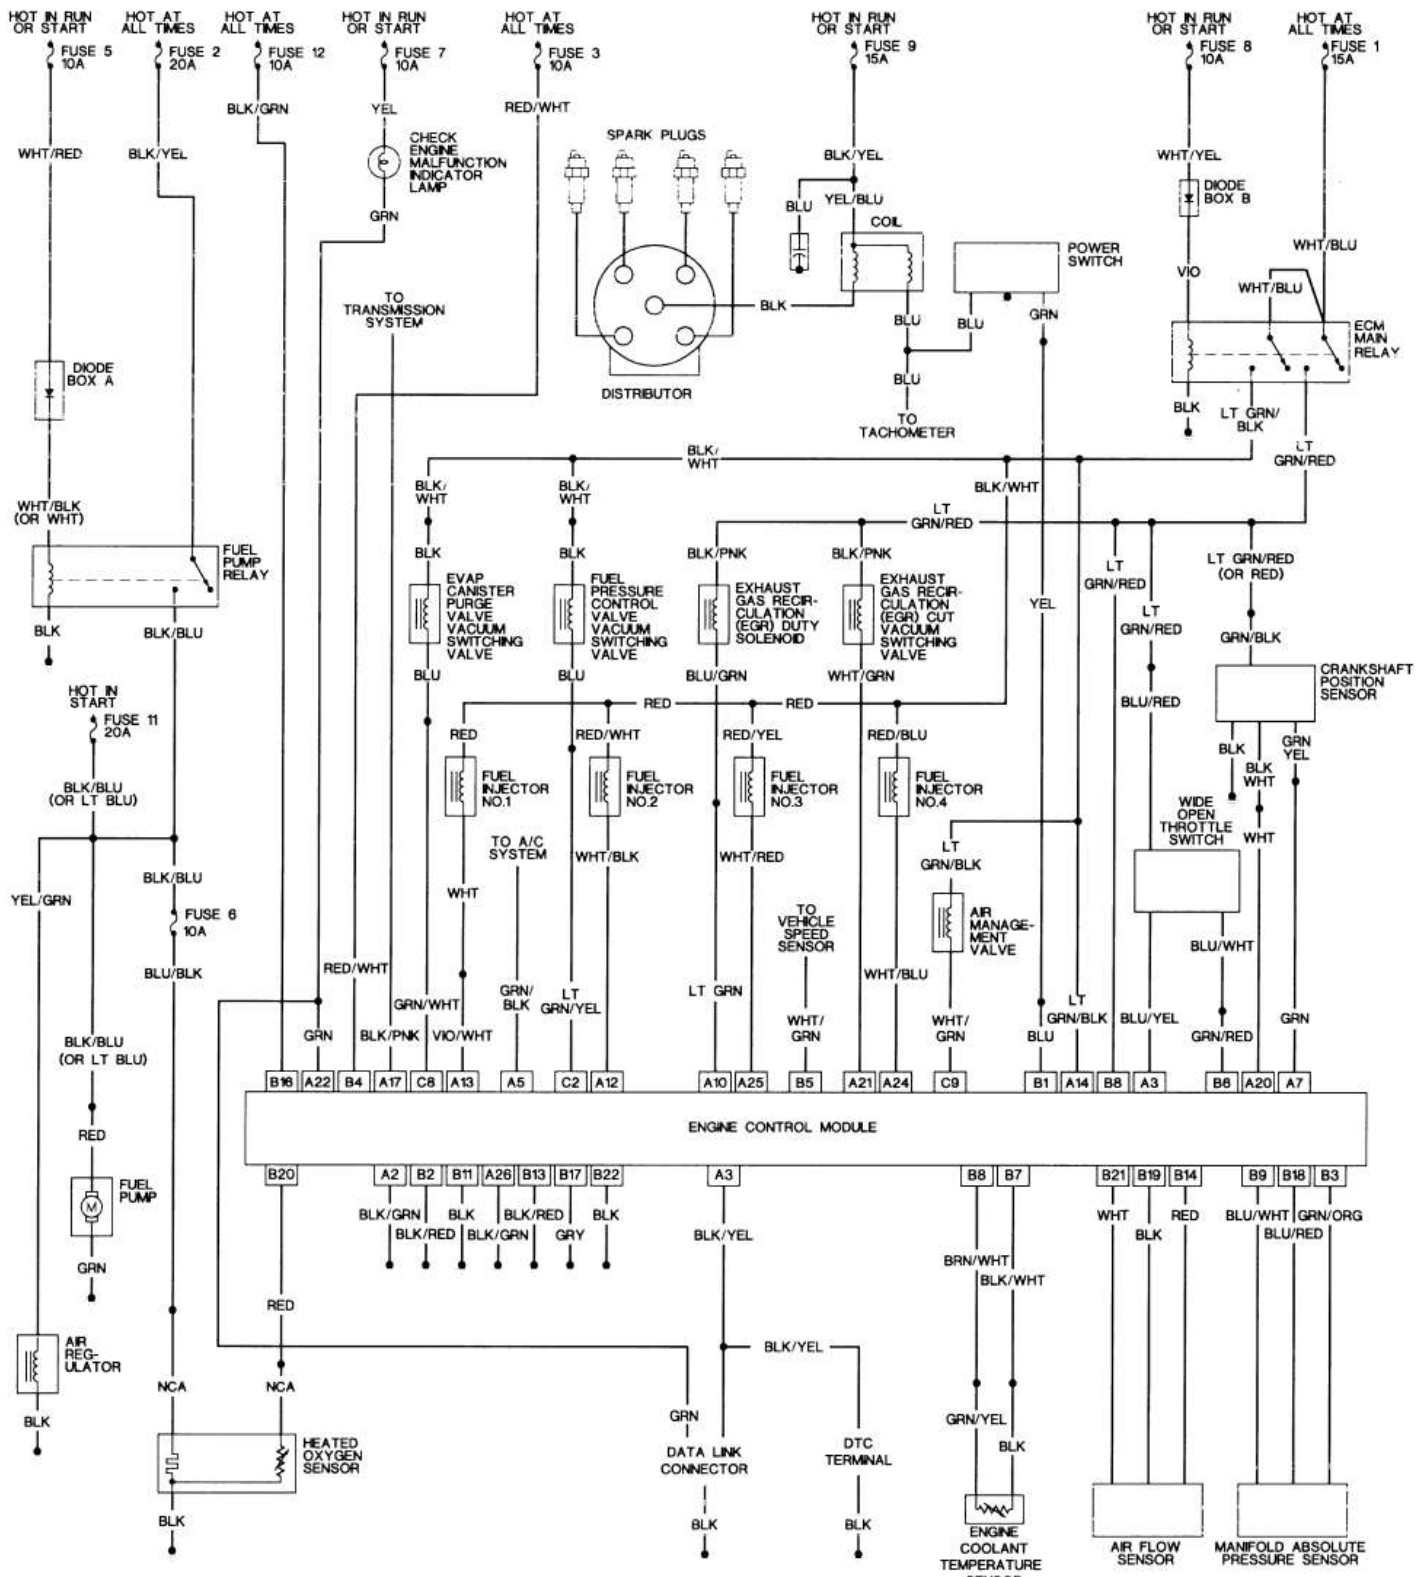 HOT IN RUN
OR START
FUSE 5
10A
HOT AT
ALL TIMES
FUSE 2
20A
HOT AT
ALL TIMES
FUSE 12
10A
HOT IN RUN
OR START
FUSE 7
10A
HOT AT
ALL TIMES
FUSE 3
10A
HOT IN RUN
OR START
FUSE 9
15A
HOT IN RUN
OR START
FUSE 8
10A
HOT AT
ALL TIMES
FUSE 1
15A
BLK/GRN
YEL
RED/WHT
WHT/RED
BLK/YEL
CHECK
ENGINE
MALFUNCTION
INDICATOR
LAMP
GRN
SPARK PLUGS
BLK/YEL
BLU
YEL/BLU
COIL
POWER
SWITCH
WHT/YEL
DIODE
BOX B
WHT/BLU
VIO
WHT/BLU
TO
TRANSMISSION
SYSTEM
BLK
BLU
BLU
GRN
ECM
MAIN
RELAY
DIODE
BOX A
DISTRIBUTOR
BLU
TO
TACHOMETER
BLK
LT GRN/
BLK
LT
GRN/RED
BLK/
WHT
BLK/
WHT
BLK/
WHT
BLK/WHT
WHT/BLK
(OR WHT)
LT
GRN/RED
FUEL
PUMP
RELAY
BLK
BLK
BLK/PNK
BLK/PNK
LT
GRN/RED
LT GRN/RED
(OR RED)
EVAP
CANISTER
PURGE
VALVE
VACUUM
SWITCHING
VALVE
FUEL
PRESSURE
CONTROL
VALVE
VACUUM
SWITCHING
VALVE
EXHAUST
GAS RECIR-
CULATION
(EGR) DUTY
SOLENOID
EXHAUST
GAS RECIR-
CULATION
(EGR) CUT
VACUUM
SWITCHING
VALVE
YEL
LT
GRN/RED
GRN/BLK
BLK
BLK/BLU
BLU
BLU
BLU/GRN
WHT/GRN
BLU/RED
CRANKSHAFT
POSITION
SENSOR
HOT IN
START
FUSE 11
20A
RED
RED
RED
RED/WHT
RED/YEL
RED/BLU
BLK
BLK
WHT
GRN
YEL
BLK/BLU
(OR LT BLU)
FUEL
INJECTOR
NO.1
FUEL
INJECTOR
NO.2
FUEL
INJECTOR
NO.3
FUEL
INJECTOR
NO.4
WIDE
OPEN
THROTTLE
SWITCH
WHT
TO A/C
SYSTEM
WHT/BLK
WHT/RED
LT
GRN/BLK
BLK/BLU
YEL/GRN
WHT
FUSE 6
10A
TO
VEHICLE
SPEED
SENSOR
AIR
MANAGE-
MENT
VALVE
BLU/WHT
BLU/BLK
RED/WHT
GRN/WHT
GRN/
BLK
LT
GRN/YEL
LT GRN
WHT/BLU
LT
GRN/BLK
BLK/BLU
(OR LT BLU)
GRN
BLK/PNK
VIO/WHT
WHT/
GRN
WHT/
GRN
BLU
BLU/YEL
GRN/RED
GRN
B16 A22 B4 A17 C8 A13 A5 C2 A12 A10 A25 B5 A21 A24 C9 B1 A14 B8 A3 B6 A20 A7
ENGINE CONTROL MODULE
B20 A2 B2 B11 A26 B13 B17 B22 A3 B8 B7 B21 B19 B14 B9 B18 B3
RED
FUEL
PUMP
M
GRN
BLK/GRN
BLK/RED
BLK
BLK/GRN
BLK/RED
GRY
BLK
BLK/YEL
BRN/WHT
BLK/WHT
WHT
BLK
RED
BLU/WHT
BLU/RED
GRN/ORG
RED
AIR
REG-
ULATOR
BLK/YEL
NCA
NCA
BLK
GRN
GRN/YEL
BLK
HEATED
OXYGEN
SENSOR
DATA LINK
CONNECTOR
DTC
TERMINAL
BLK
BLK
BLK
ENGINE
COOLANT
TEMPERATURE
AIR FLOW
SENSOR
MANIFOLD ABSOLUTE
PRESSURE SENSOR